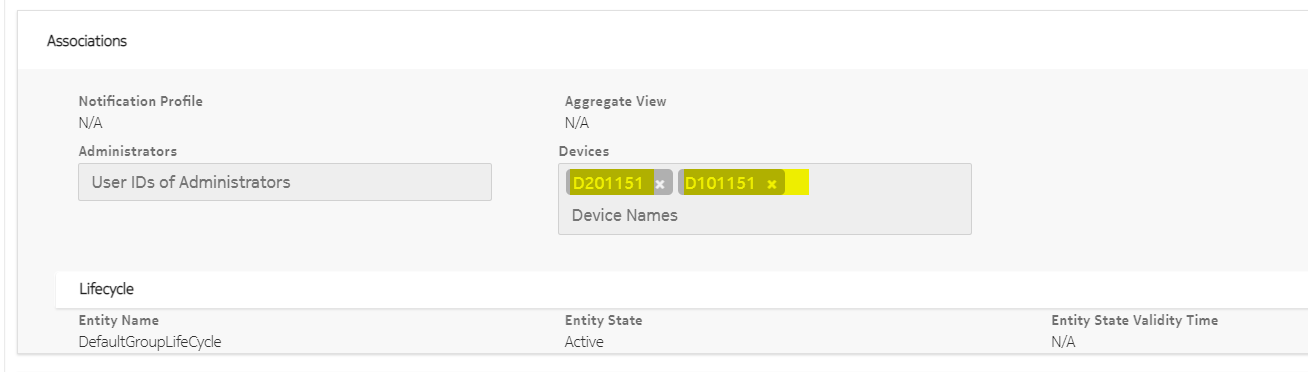 Associations
Notification Profile
N/A
Aggregate View
N/A
Administrators
User IDs of Administrators
Devices
D201151 × D101151 ×
Device Names
Lifecycle
Entity Name
DefaultGroupLifeCycle
Entity State
Active
Entity State Validity Time
N/A